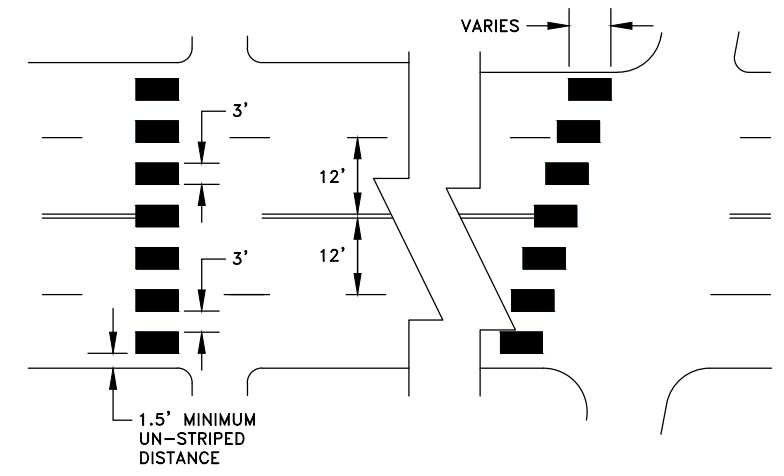 VARIES
3'
12'
12'
3'
1.5' MINIMUM
UN-STRIPED
DISTANCE